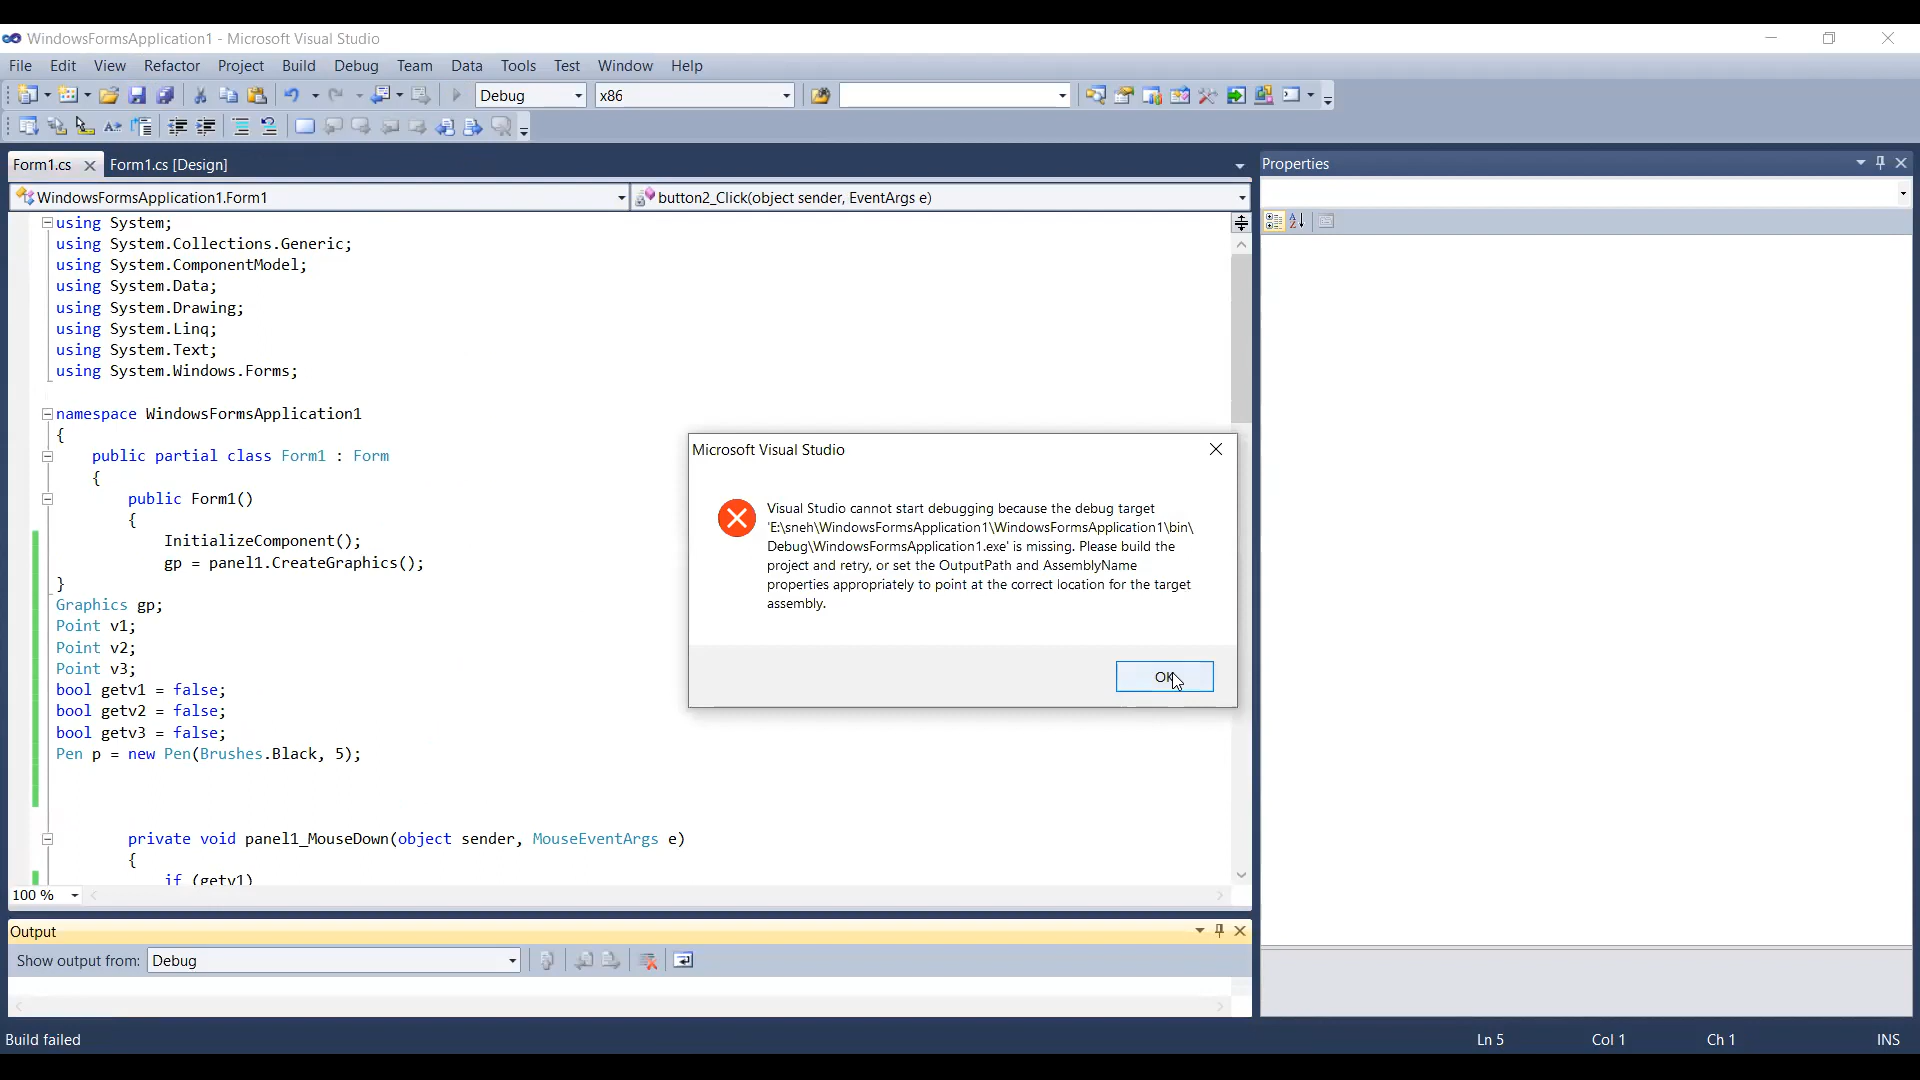 WindowsFormsApplication1 - Microsoft Visual Studio
File Edit View Refactor Project Build Debug Team Data Tools Test Window Help
Debug x86
Form1.cs Form1.cs [Design]
Properties
WindowsFormsApplication1.Form1 button2_Click(object sender, EventArgs e)
using System;
using System.Collections.Generic;
using System.ComponentModel;
using System.Data;
using System.Drawing;
using System.Linq;
using System.Text;
using System.Windows.Forms;
namespace WindowsFormsApplication1
{
public partial class Form1 : Form
{
public Form1()
{
InitializeComponent();
gp = panel1.CreateGraphics();
}
Graphics gp;
Point v1;
Point v2;
Point v3;
bool getv1 = false;
bool getv2 = false;
bool getv3 = false;
Pen p = new Pen(Brushes.Black, 5);
private void panel1_MouseDown(object sender, MouseEventArgs e)
{
if (getv1)
100 %
Microsoft Visual Studio
Visual Studio cannot start debugging because the debug target
'E:\sneh\WindowsFormsApplication1\WindowsFormsApplication1\bin\
Debug\WindowsFormsApplication1.exe' is missing. Please build the
project and retry, or set the OutputPath and AssemblyName
properties appropriately to point at the correct location for the target
assembly.
OK
Output
Show output from: Debug
Build failed Ln 5 Col 1 Ch 1 INS